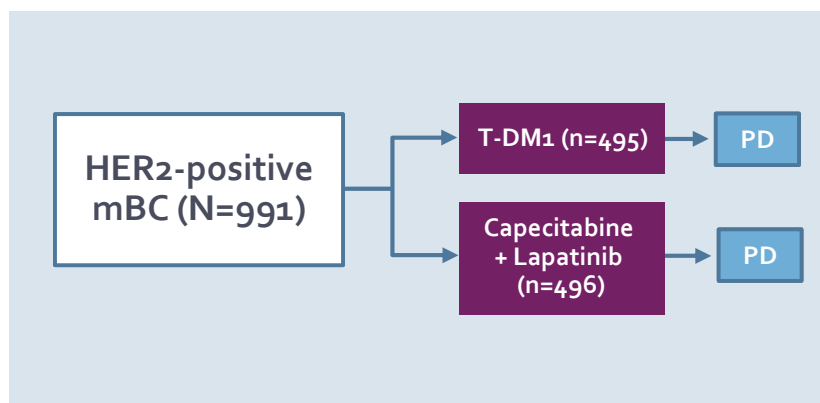 HER2-positive
mBC (N=991)
T-DM1 (n=495)
PD
Capecitabine
+ Lapatinib
(n=496)
PD